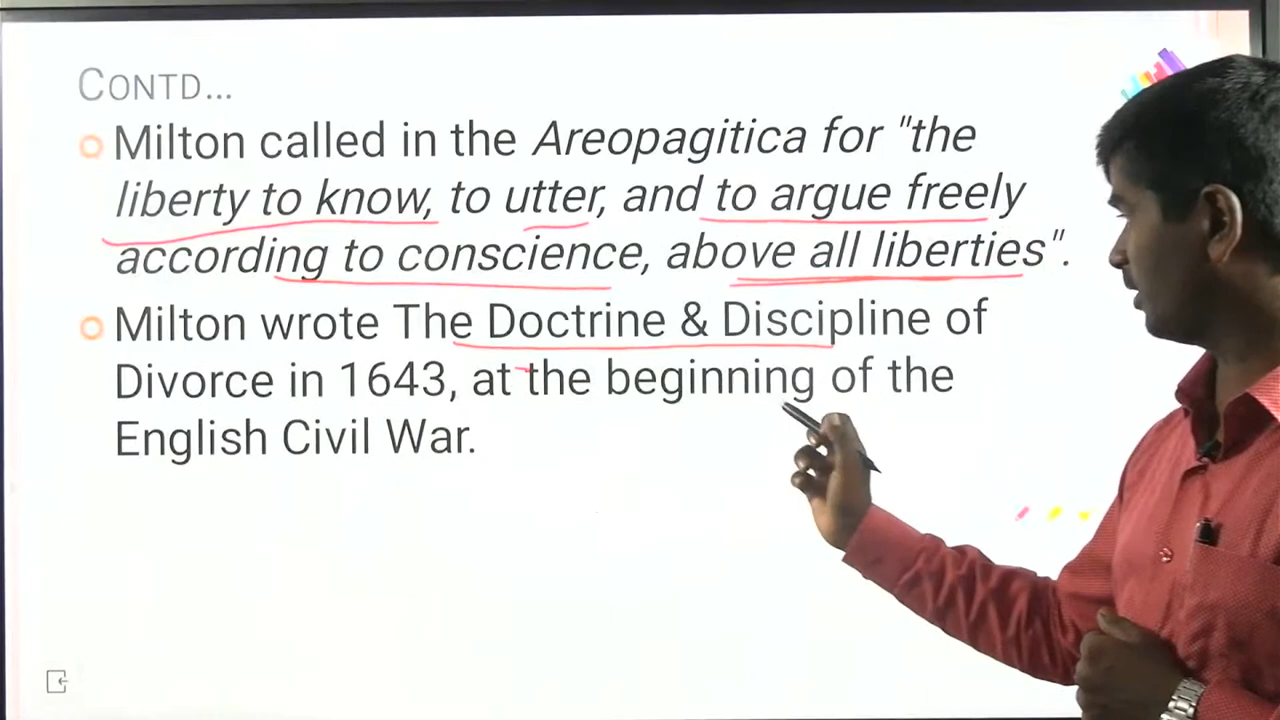 CONTD...
Milton called in the Areopagitica for "the
liberty to know, to utter, and to argue freely
according to conscience, above all liberties".
Milton wrote The Doctrine & Discipline of
Divorce in 1643, at the beginning of the
English Civil War.